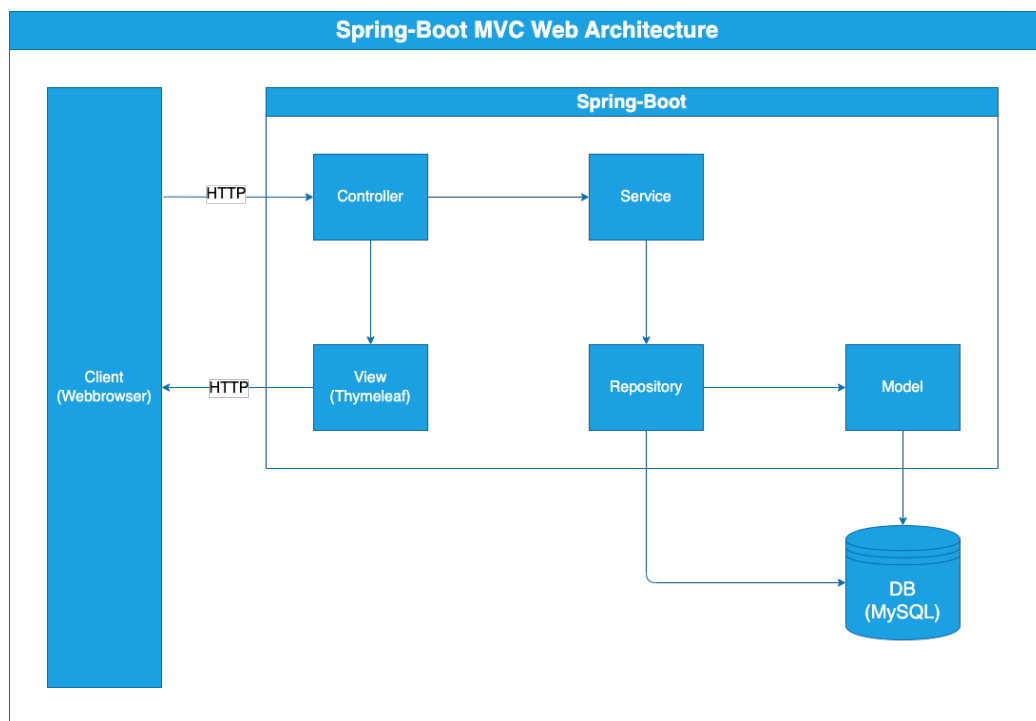 Spring-Boot MVC Web Architecture
Spring-Boot
HTTP
Controller
Service
Client
(Webbrowser)
HTTP
View
(Thymeleaf)
Repository
Model
DB
(MySQL)